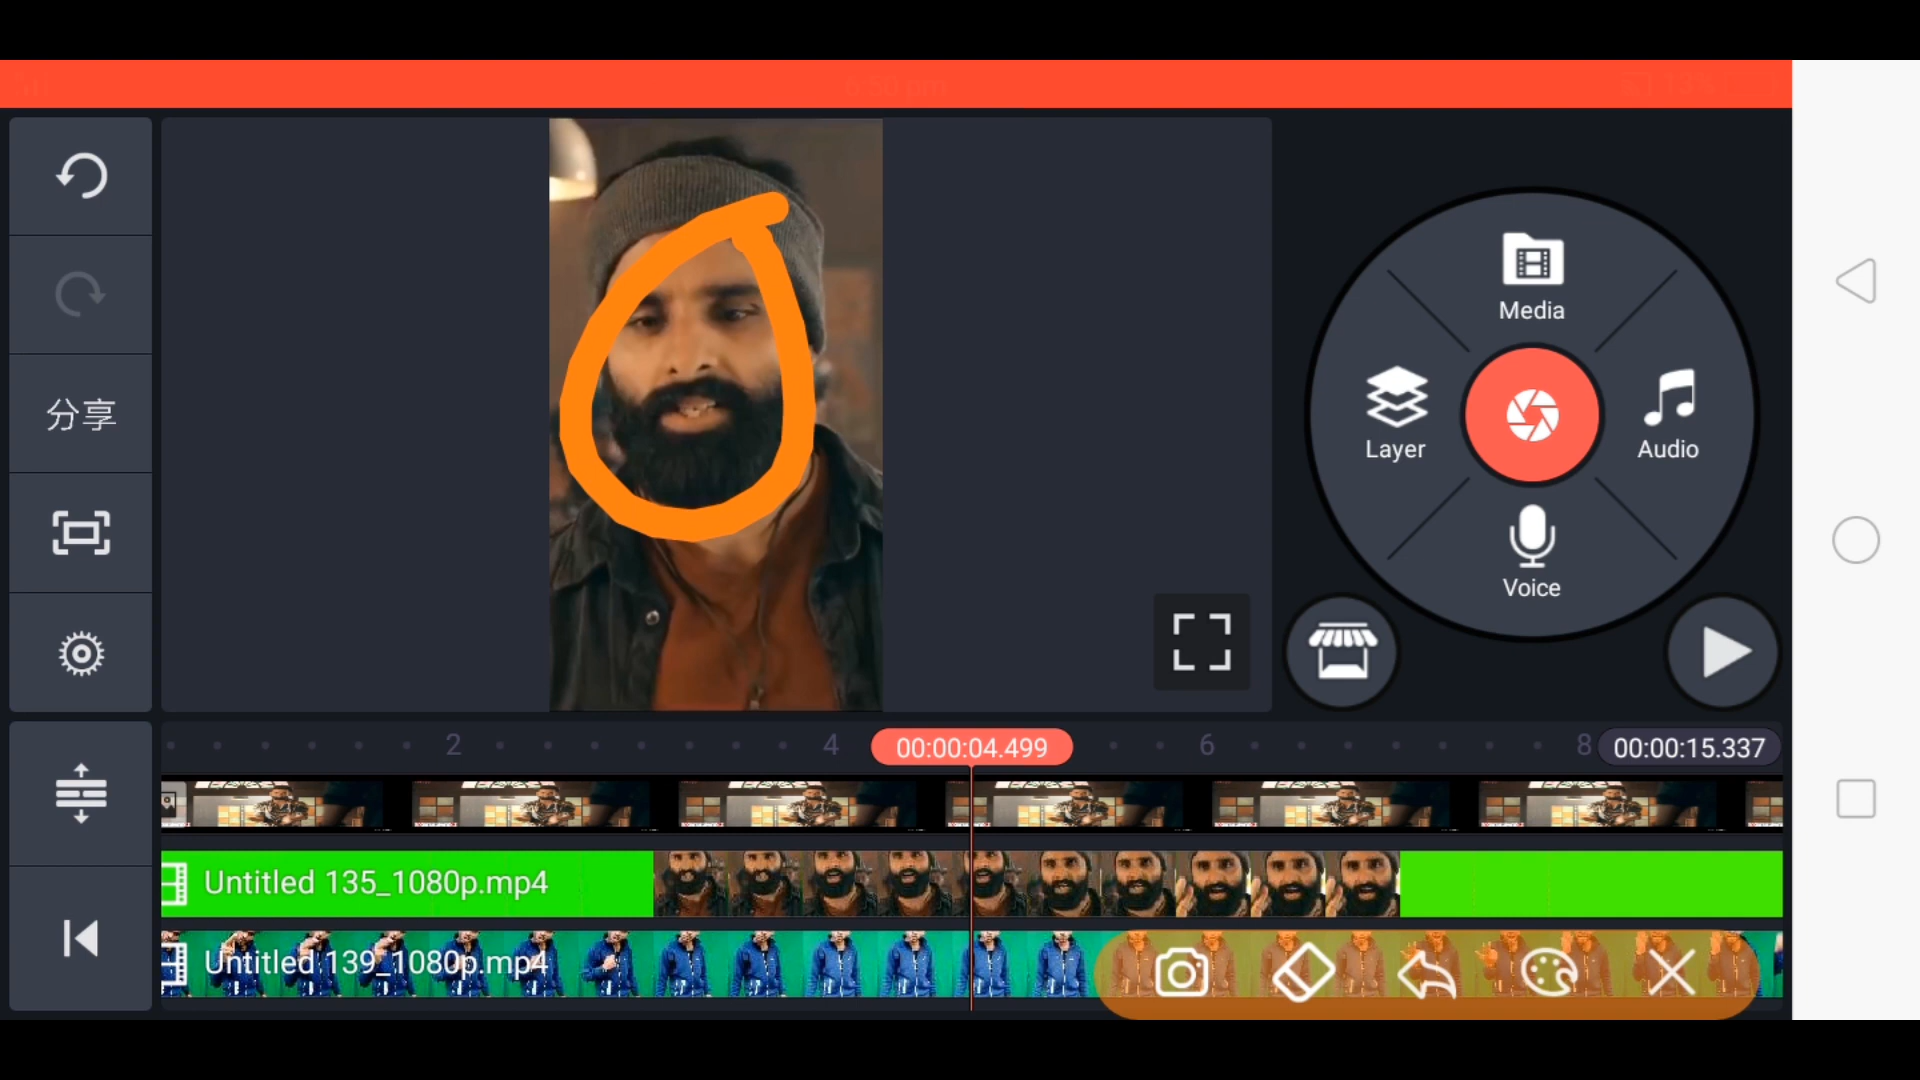 Media
分享
Layer
Audio
Voice
2
4
00:00:04.499
6
8
00:00:15.337
Untitled 135_1080p.mp4
Untitled 139_1080p.mp4